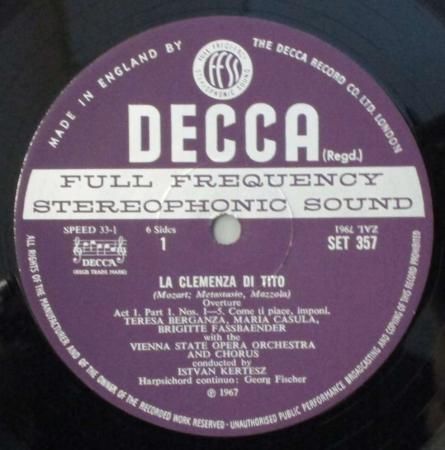 MADE IN ENGLAND BY
THE DECCA RECORD CO. LTD. LONDON
FULL FREQUENCY
ffss
STEREOPHONIC SOUND
DECCA (Regd.)
FULL FREQUENCY
STEREOPHONIC SOUND
SPEED 33-1
6 Sides
1
ZAL 7961
SET 357
DECCA
(REGD TRADE MARK)
LA CLEMENZA DI TITO
(Mozart; Metastasio, Mazzola)
Overture
Act 1. Part 1. Nos. 1—5. Come ti piace, imponi.
TERESA BERGANZA, MARIA CASULA,
BRIGITTE FASSBAENDER
with the
VIENNA STATE OPERA ORCHESTRA
AND CHORUS
conducted by
ISTVAN KERTESZ
Harpsichord continuo: Georg Fischer
℗ 1967
ALL RIGHTS OF THE MANUFACTURER AND OF THE OWNER OF THE RECORDED WORK RESERVED - UNAUTHORISED PUBLIC PERFORMANCE BROADCASTING AND COPYING OF THIS RECORD PROHIBITED